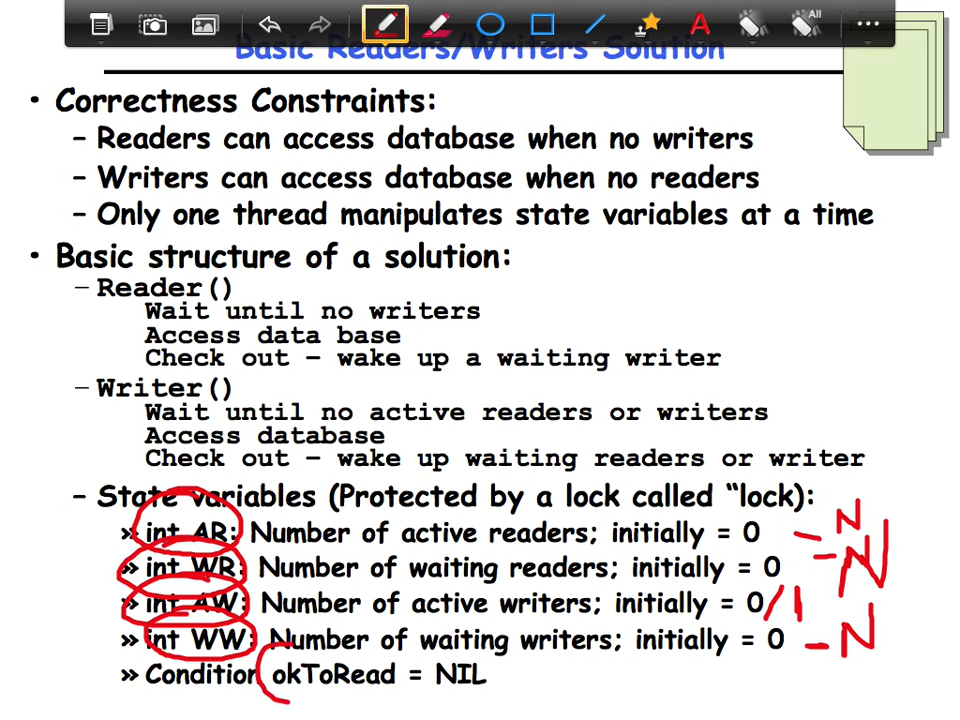 All
Basic Readers/Writers Solution
• Correctness Constraints:
– Readers can access database when no writers
– Writers can access database when no readers
– Only one thread manipulates state variables at a time
• Basic structure of a solution:
– Reader()
Wait until no writers
Access data base
Check out – wake up a waiting writer
– Writer()
Wait until no active readers or writers
Access database
Check out – wake up waiting readers or writer
– State variables (Protected by a lock called “lock):
» int AR: Number of active readers; initially = 0 – N
» int WR: Number of waiting readers; initially = 0 – N
» int AW: Number of active writers; initially = 0 / 1
» int WW: Number of waiting writers; initially = 0 – N
» Condition okToRead = NIL